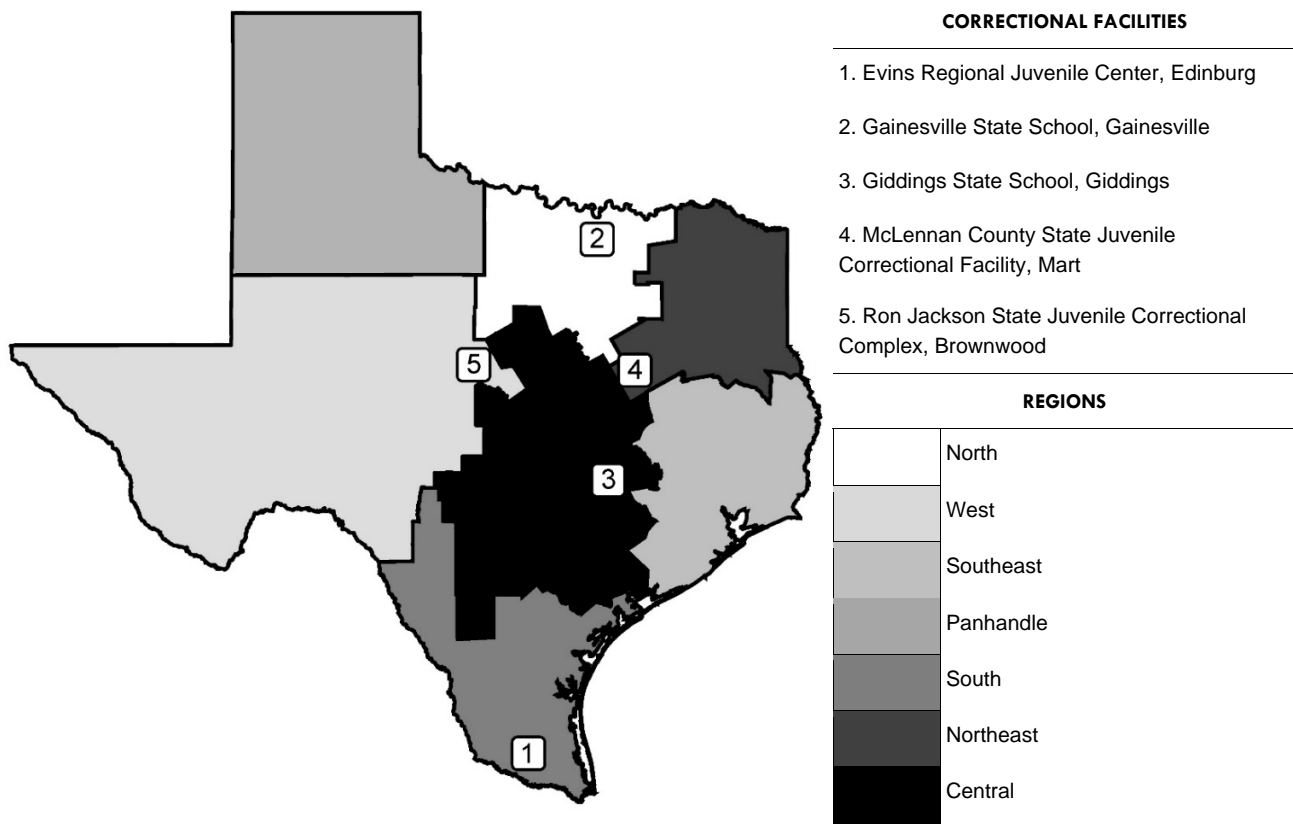 CORRECTIONAL FACILITIES
1. Evins Regional Juvenile Center, Edinburg
2. Gainesville State School, Gainesville
3. Giddings State School, Giddings
4. McLennan County State Juvenile
Correctional Facility, Mart
5. Ron Jackson State Juvenile Correctional
Complex, Brownwood
REGIONS
North
West
Southeast
Panhandle
South
Northeast
Central
2
5
4
3
1